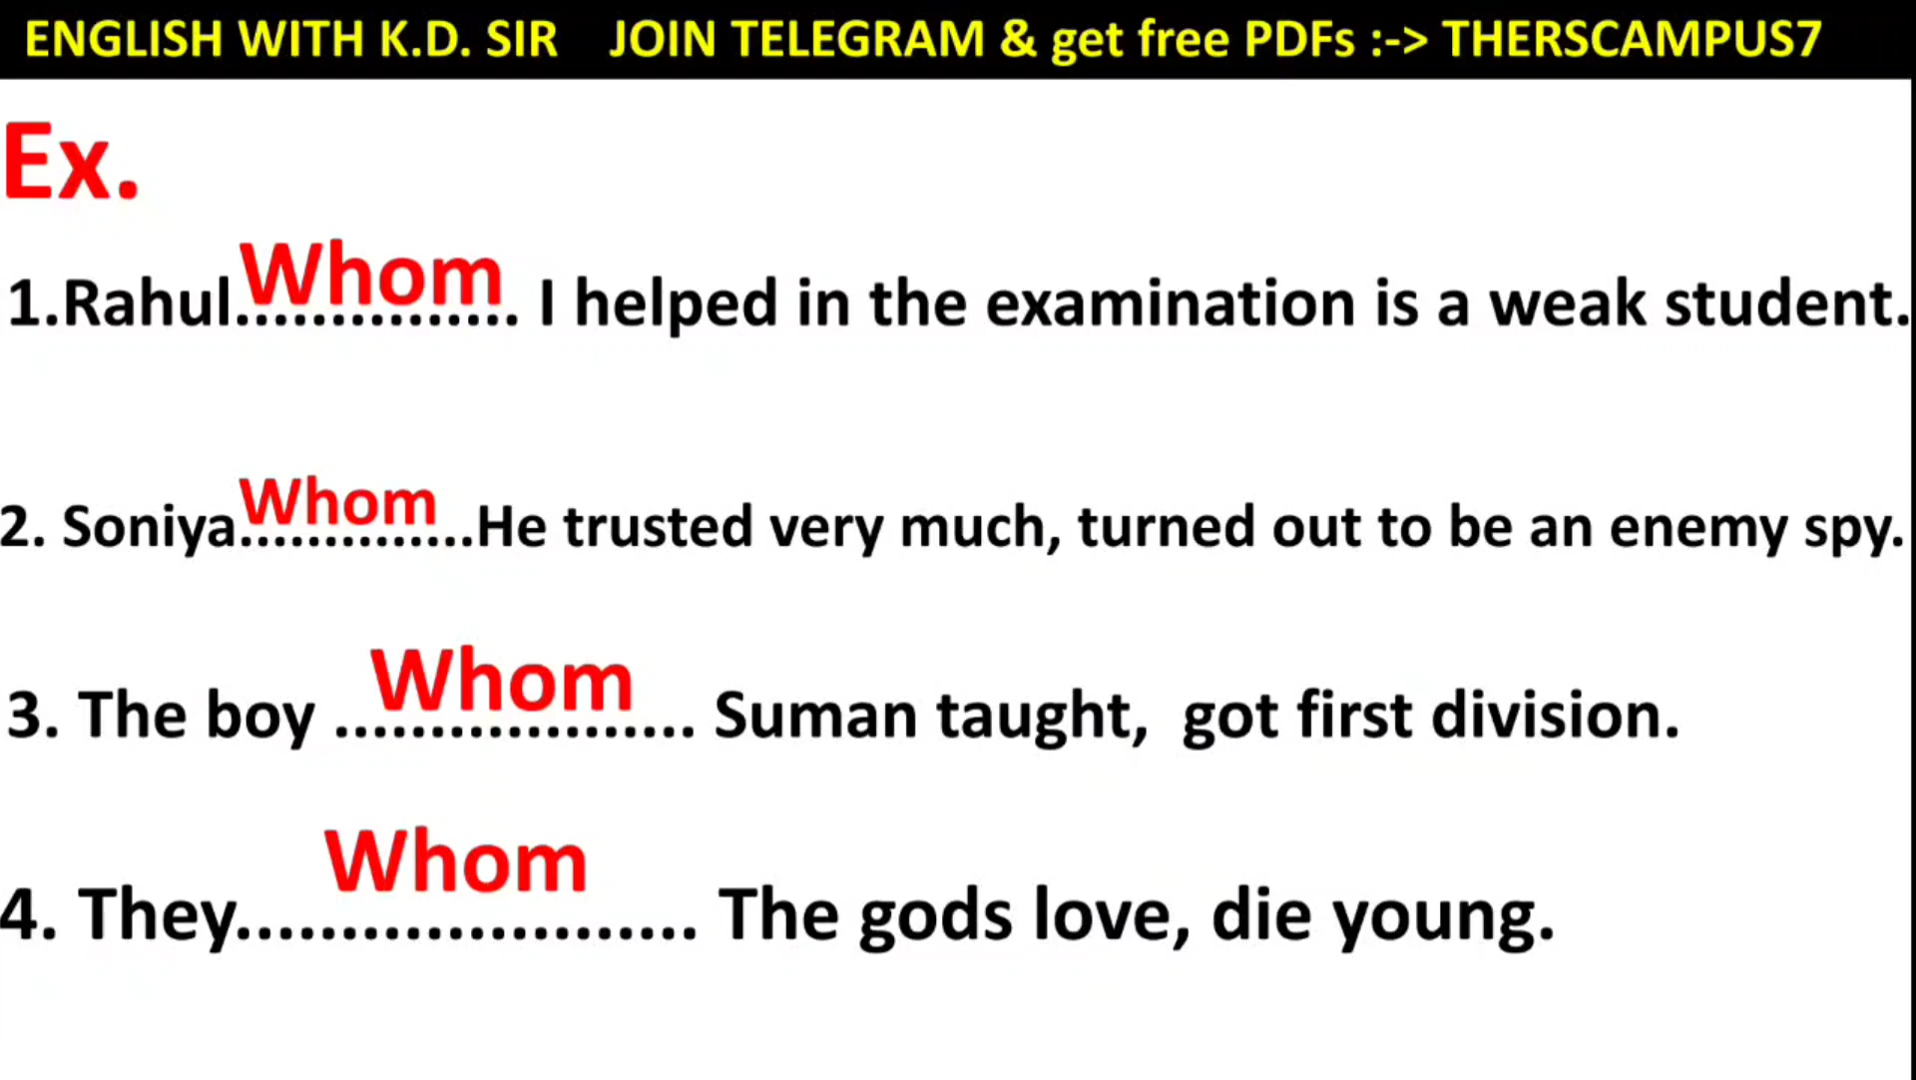 ENGLISH WITH K.D. SIR JOIN TELEGRAM & get free PDFs :-> THERSCAMPUS7
Ex.
1.Rahul...Whom... I helped in the examination is a weak student.
2. Soniya...Whom...He trusted very much, turned out to be an enemy spy.
3. The boy ...Whom... Suman taught, got first division.
4. They...Whom... The gods love, die young.